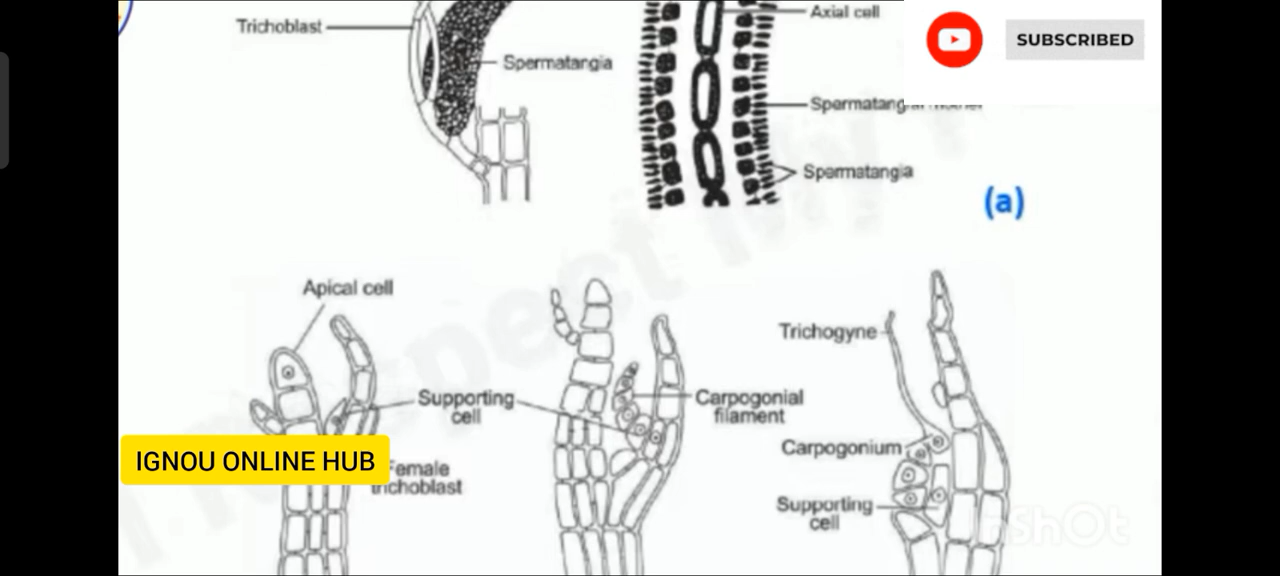 Trichoblast
Axial cell
SUBSCRIBED
Spermatangia
Spermatangia
(a)
Apical cell
Trichogyne
Supporting
cell
Carpogonial
filament
Carpogonium
IGNOU ONLINE HUB
Female
trichoblast
Supporting
cell
InShOt